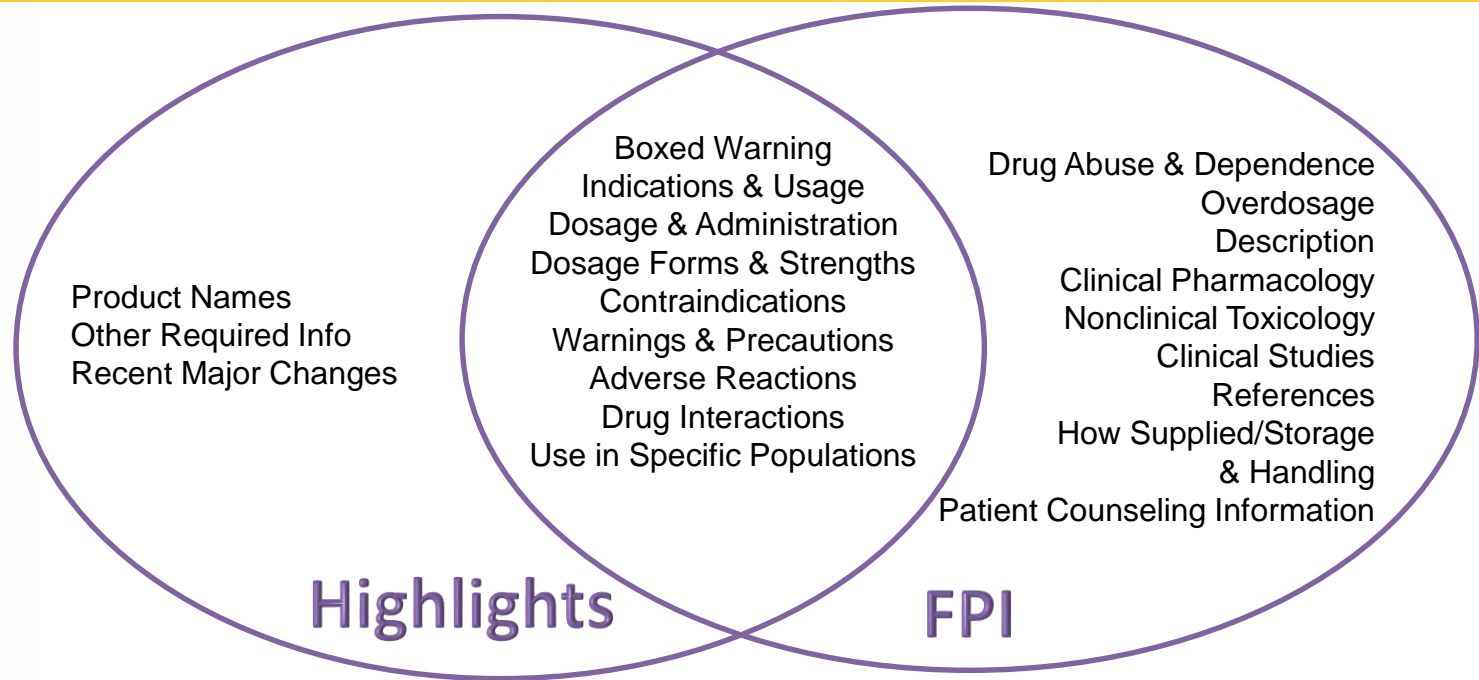 Product Names
Other Required Info
Recent Major Changes
Boxed Warning
Indications & Usage
Dosage & Administration
Dosage Forms & Strengths
Contraindications
Warnings & Precautions
Adverse Reactions
Drug Interactions
Use in Specific Populations
Drug Abuse & Dependence
Overdosage
Description
Clinical Pharmacology
Nonclinical Toxicology
Clinical Studies
References
How Supplied/Storage
& Handling
Patient Counseling Information
Highlights
FPI